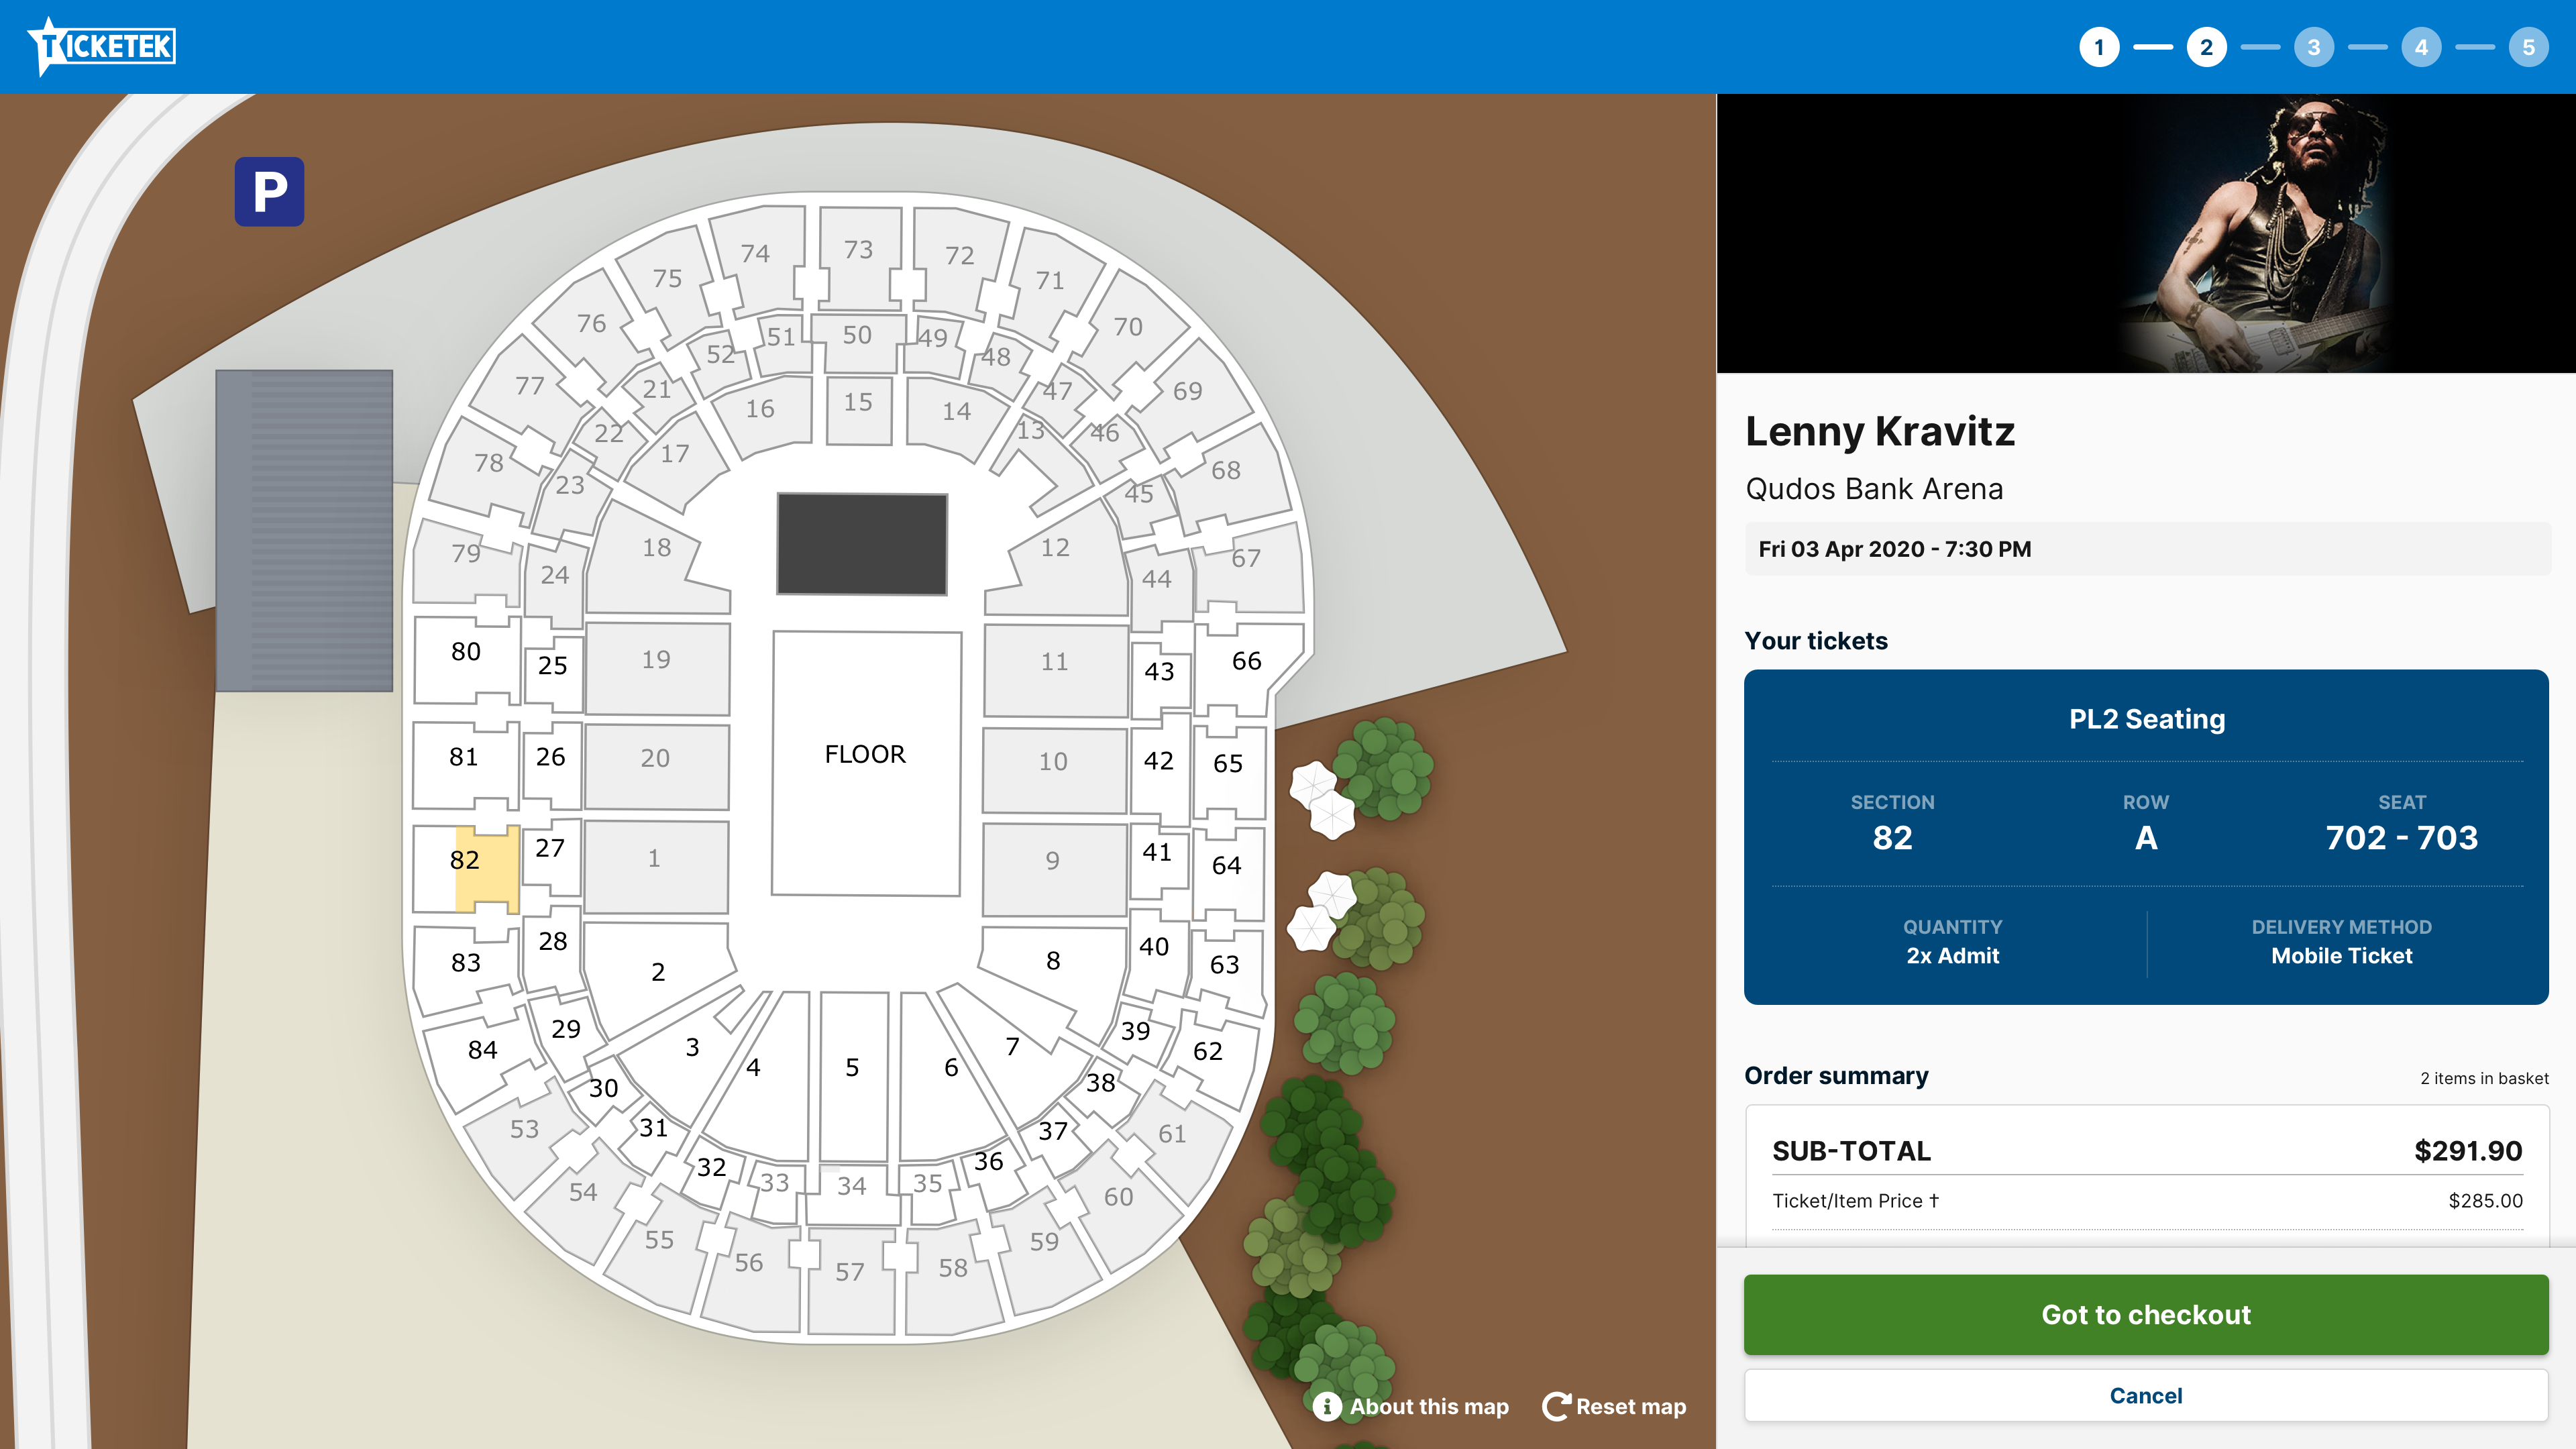 TICKETEK
1 2 3 4 5
P
74 73 72
75 71
76 70
51 50 49
52 48
77 21 47 69
16 15 14
22 17 13 46
78 23 45 68
79 24 18 12 44 67
80 25 19 11 43 66
81 26 20 FLOOR 10 42 65
82 27 1 9 41 64
83 28 2 8 40 63
84 29 3 4 5 6 7 39 62
30 38
53 31 37 61
32 33 34 35 36
54 60
55 56 57 58 59
About this map Reset map
Lenny Kravitz
Qudos Bank Arena
Fri 03 Apr 2020 - 7:30 PM
Your tickets
PL2 Seating
SECTION ROW SEAT
82 A 702 - 703
QUANTITY DELIVERY METHOD
2x Admit Mobile Ticket
Order summary 2 items in basket
SUB-TOTAL $291.90
Ticket/Item Price † $285.00
Got to checkout
Cancel